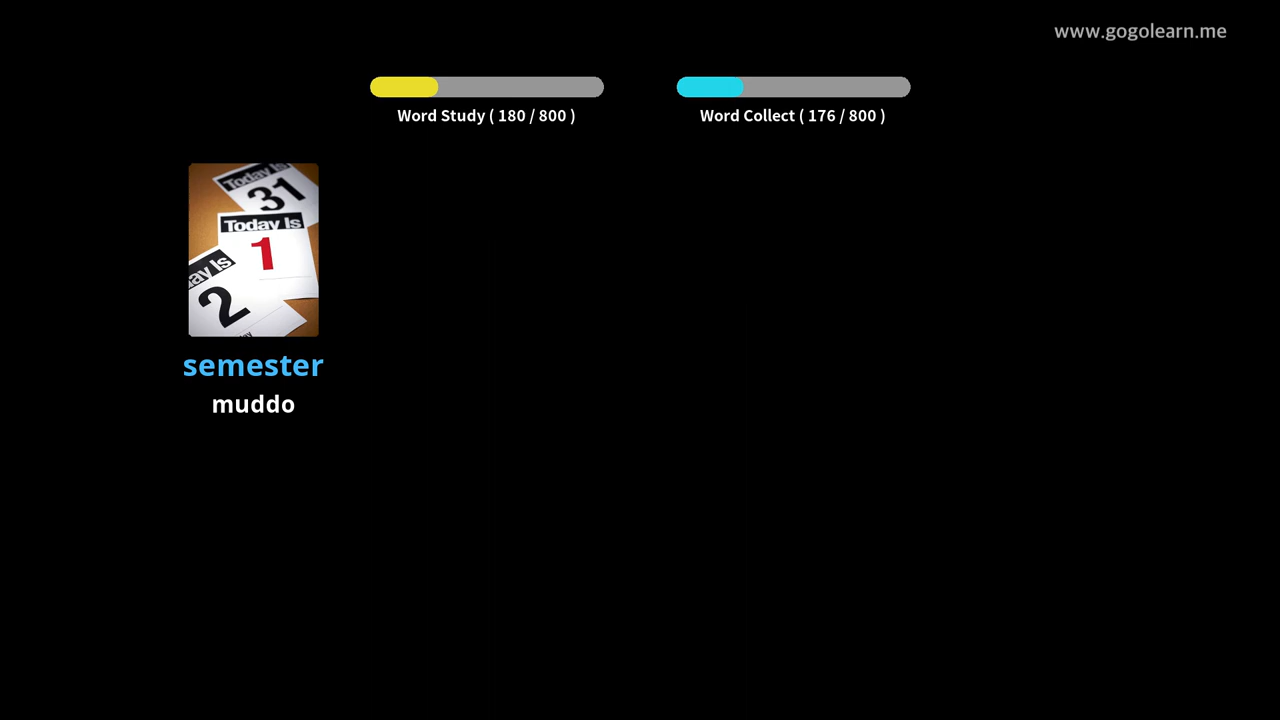 www.gogolearn.me
Word Study ( 180 / 800 )
Word Collect ( 176 / 800 )
Today Is
31
Today Is
1
ay Is
2
semester
muddo